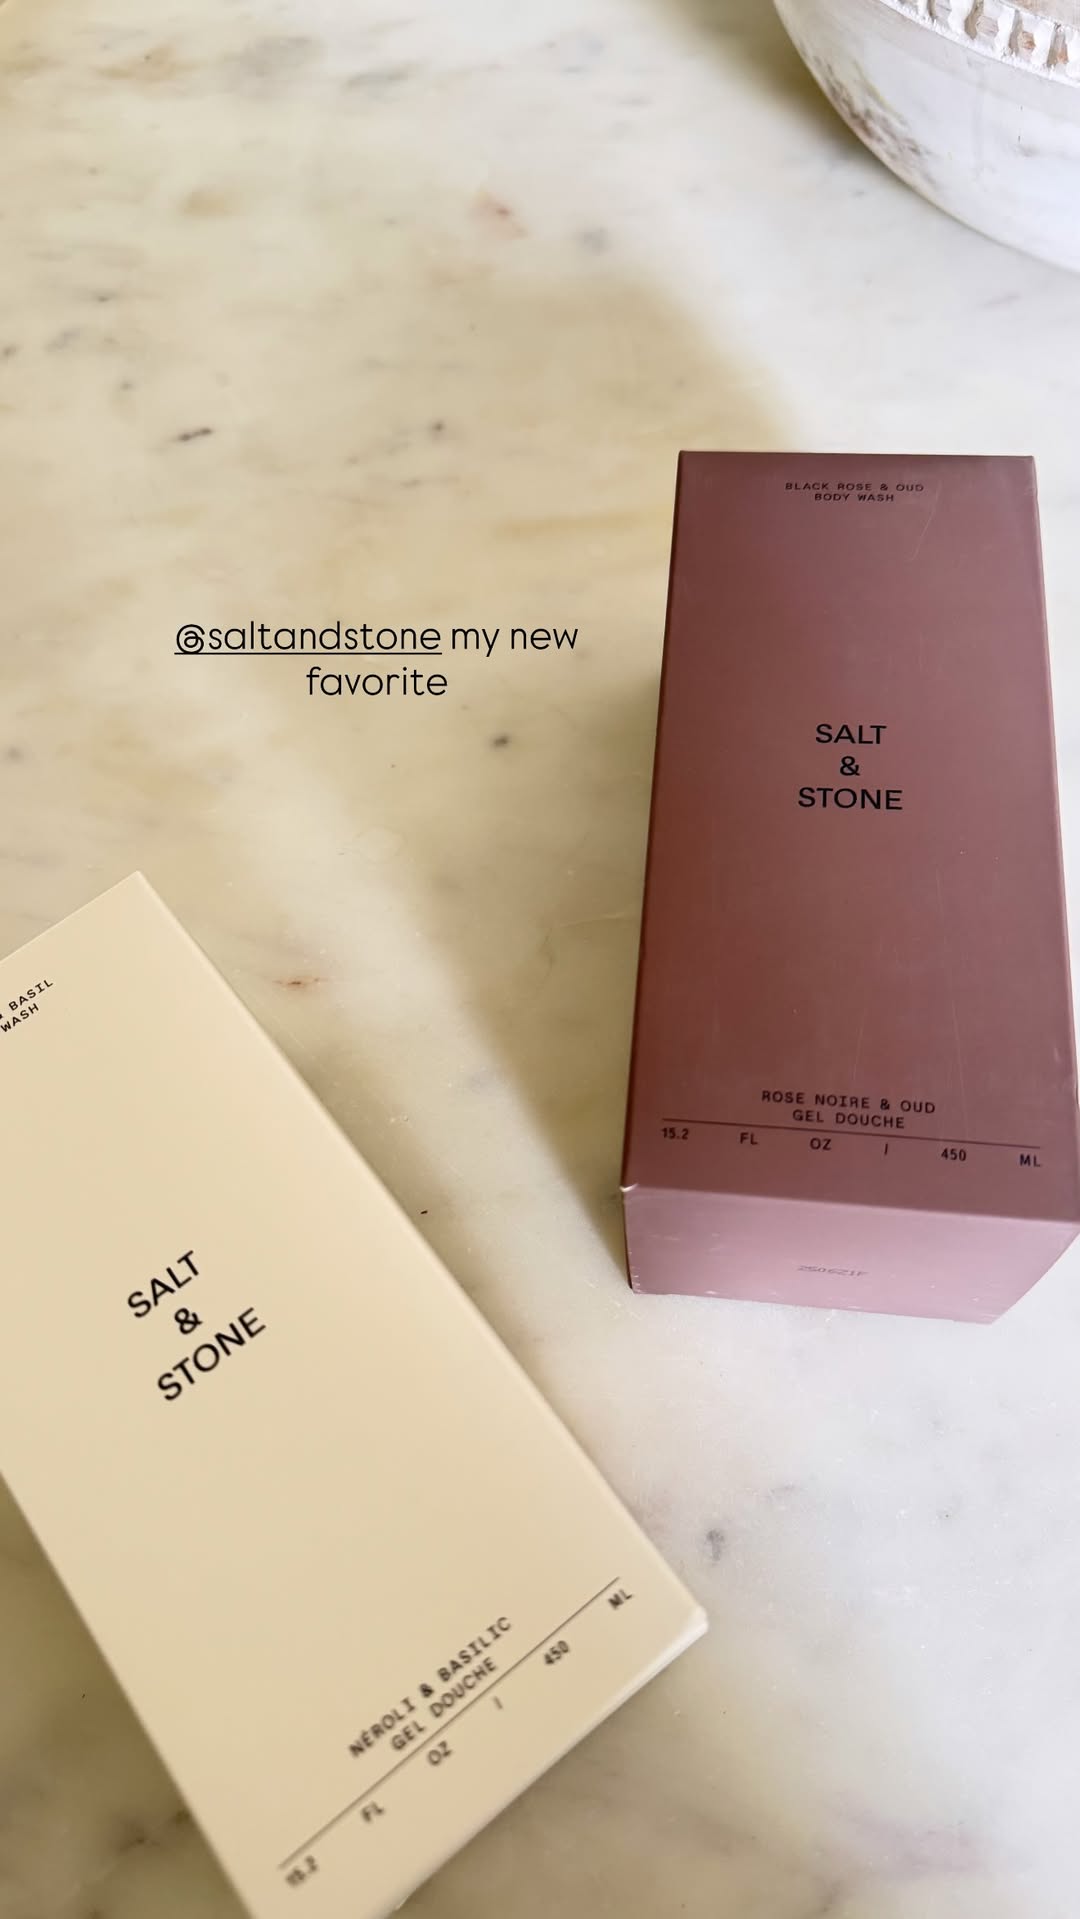 BLACK ROSE & OUD
BODY WASH
@saltandstone my new
favorite
SALT
&
STONE
ROSE NOIRE & OUD
GEL DOUCHE
15.2 FL OZ | 450 ML
& BASIL
WASH
SALT
&
STONE
NÉROLI & BASILIC
GEL DOUCHE
15.2 FL OZ | 450 ML